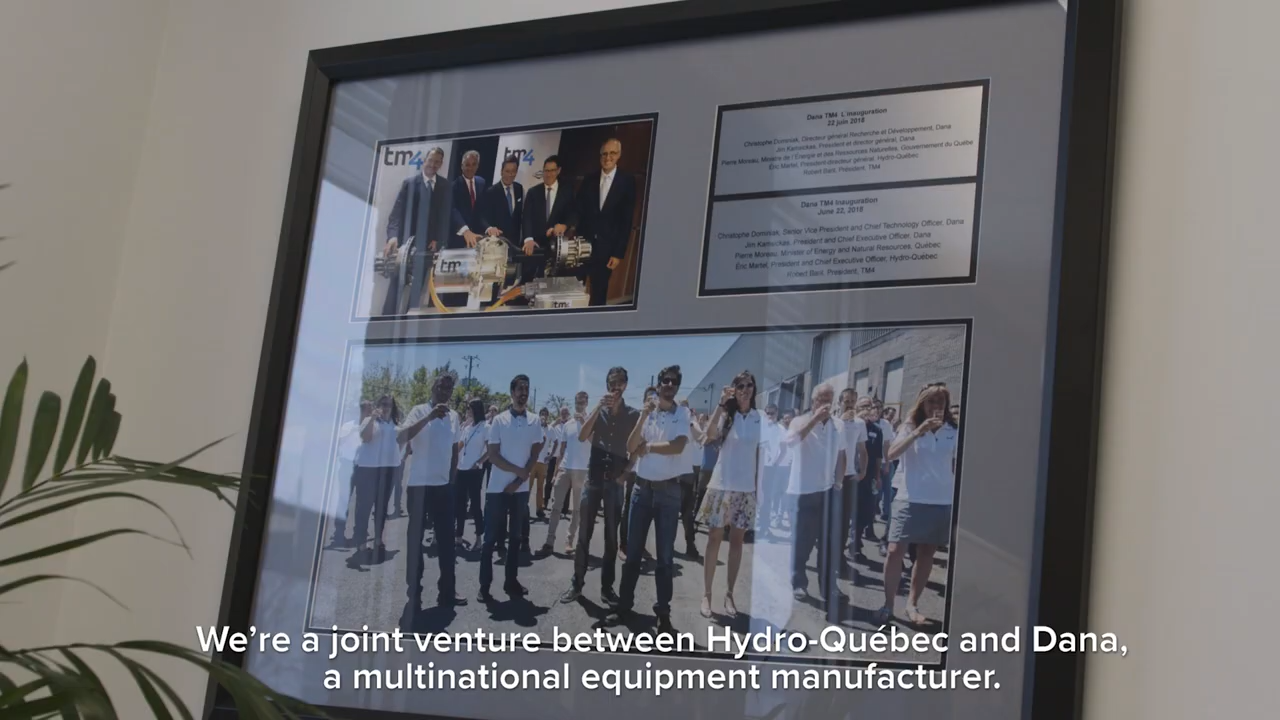 tm4
tm4
Dana TM4 L'inauguration
22 juin 2018
Christophe Dominiak, Directeur général Recherche et Développement, Dana
Jim Kamsickas, Président et directeur général, Dana
Pierre Moreau, Ministre de l'Énergie et des Ressources Naturelles, Gouvernement du Québec
Éric Martel, Président-directeur général, Hydro-Québec
Robert Baril, Président, TM4
Dana TM4 Inauguration
June 22, 2018
Christophe Dominiak, Senior Vice President and Chief Technology Officer, Dana
Jim Kamsickas, President and Chief Executive Officer, Dana
Pierre Moreau, Minister of Energy and Natural Resources, Québec
Éric Martel, President and Chief Executive Officer, Hydro-Québec
Robert Baril, President, TM4
tm4
tm4
We're a joint venture between Hydro-Québec and Dana,
a multinational equipment manufacturer.